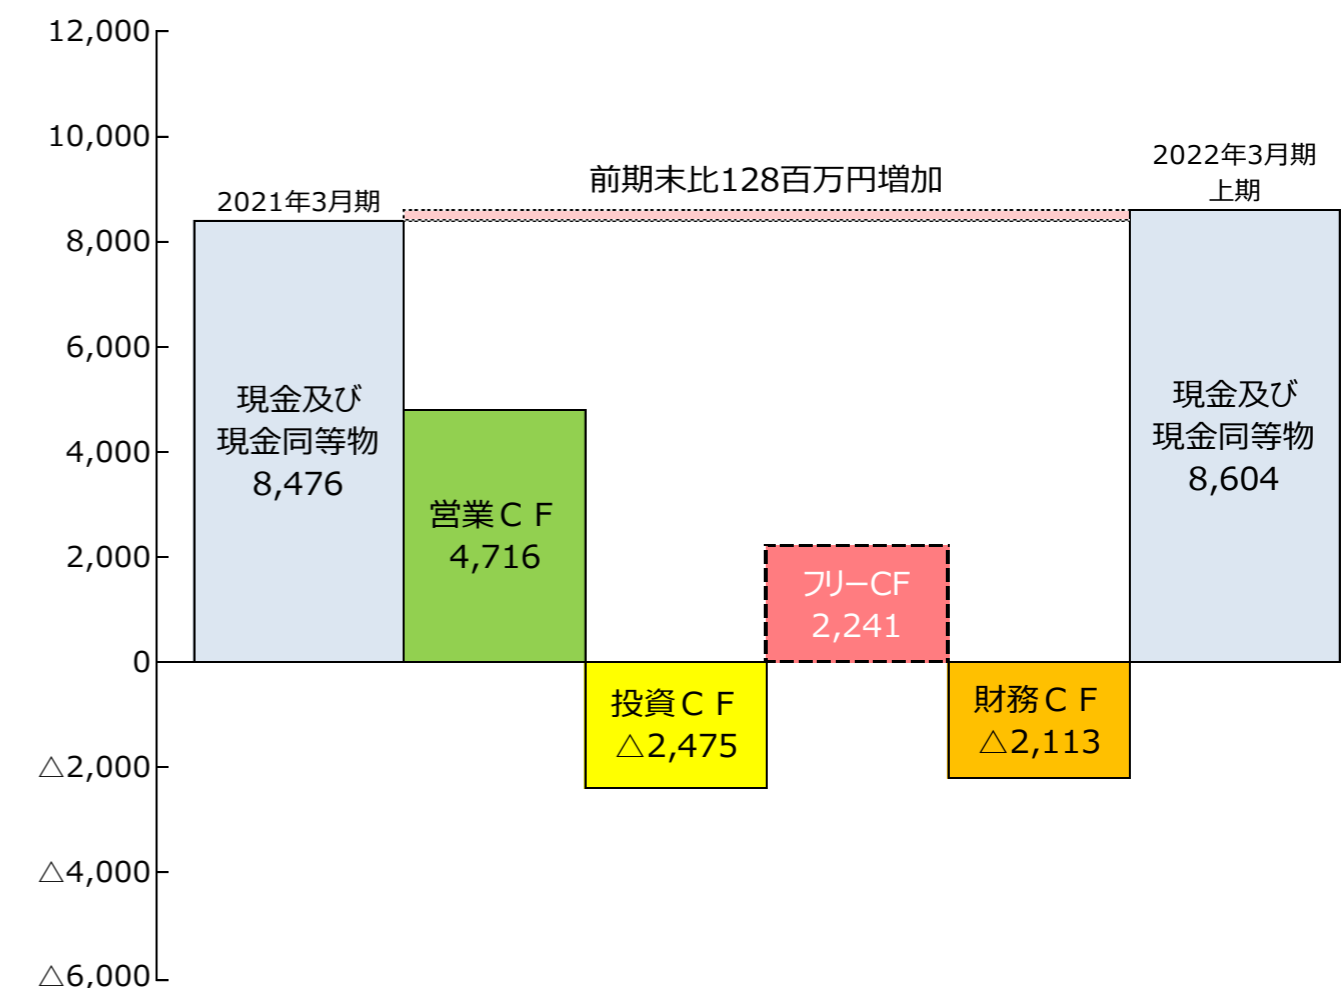 12,000
10,000
8,000
6,000
4,000
2,000
0
△2,000
△4,000
△6,000
2021年3月期
前期末比128百万円増加
2022年3月期
上期
現金及び
現金同等物
8,476
営業ＣＦ
4,716
投資ＣＦ
△2,475
フリーCF
2,241
財務ＣＦ
△2,113
現金及び
現金同等物
8,604